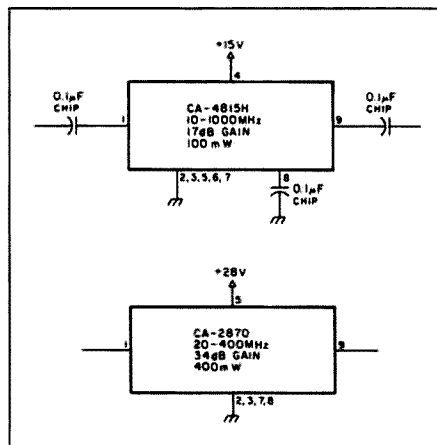 +15V
4
0.1µF
CHIP
0.1µF
CHIP
1
CA-4815H
10-1000MHz
17dB GAIN
100mW
9
2,3,5,6,7
8
0.1µF
CHIP
+28V
5
1
CA-2870
20-400MHz
34dB GAIN
400mW
9
2,3,7,8